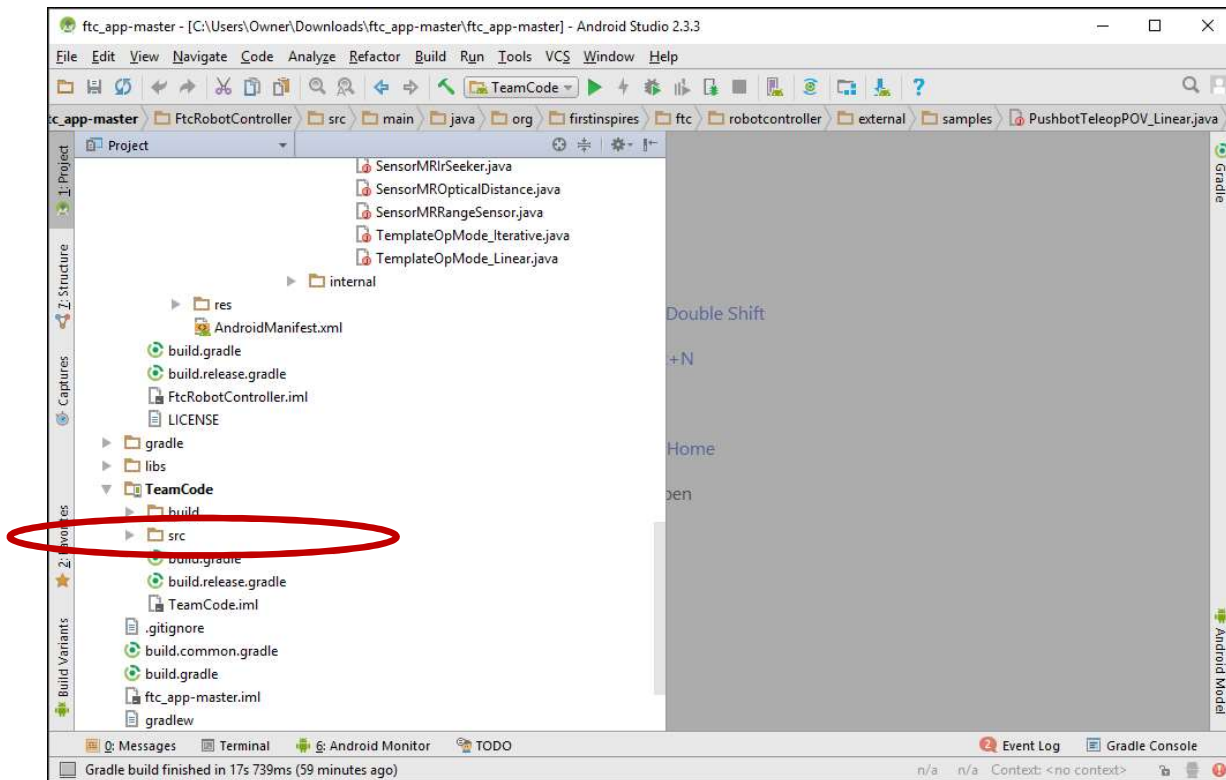 ftc_app-master - [C:\Users\Owner\Downloads\ftc_app-master\ftc_app-master] - Android Studio 2.3.3
File Edit View Navigate Code Analyze Refactor Build Run Tools VCS Window Help
TeamCode
tc_app-master FtcRobotController src main java org firstinspires ftc robotcontroller external samples PushbotTeleopPOV_Linear.java
Project
SensorMRIrSeeker.java
SensorMROpticalDistance.java
SensorMRRangeSensor.java
TemplateOpMode_Iterative.java
TemplateOpMode_Linear.java
internal
res
AndroidManifest.xml
build.gradle
build.release.gradle
FtcRobotController.iml
LICENSE
gradle
libs
TeamCode
build
src
build.gradle
build.release.gradle
TeamCode.iml
.gitignore
build.common.gradle
build.gradle
ftc_app-master.iml
gradlew
Double Shift
+N
Home
pen
1: Project
7: Structure
Captures
2: Favorites
Build Variants
Gradle
Android Model
0: Messages Terminal 6: Android Monitor TODO
2 Event Log Gradle Console
Gradle build finished in 17s 739ms (59 minutes ago)
n/a n/a Context: <no context>